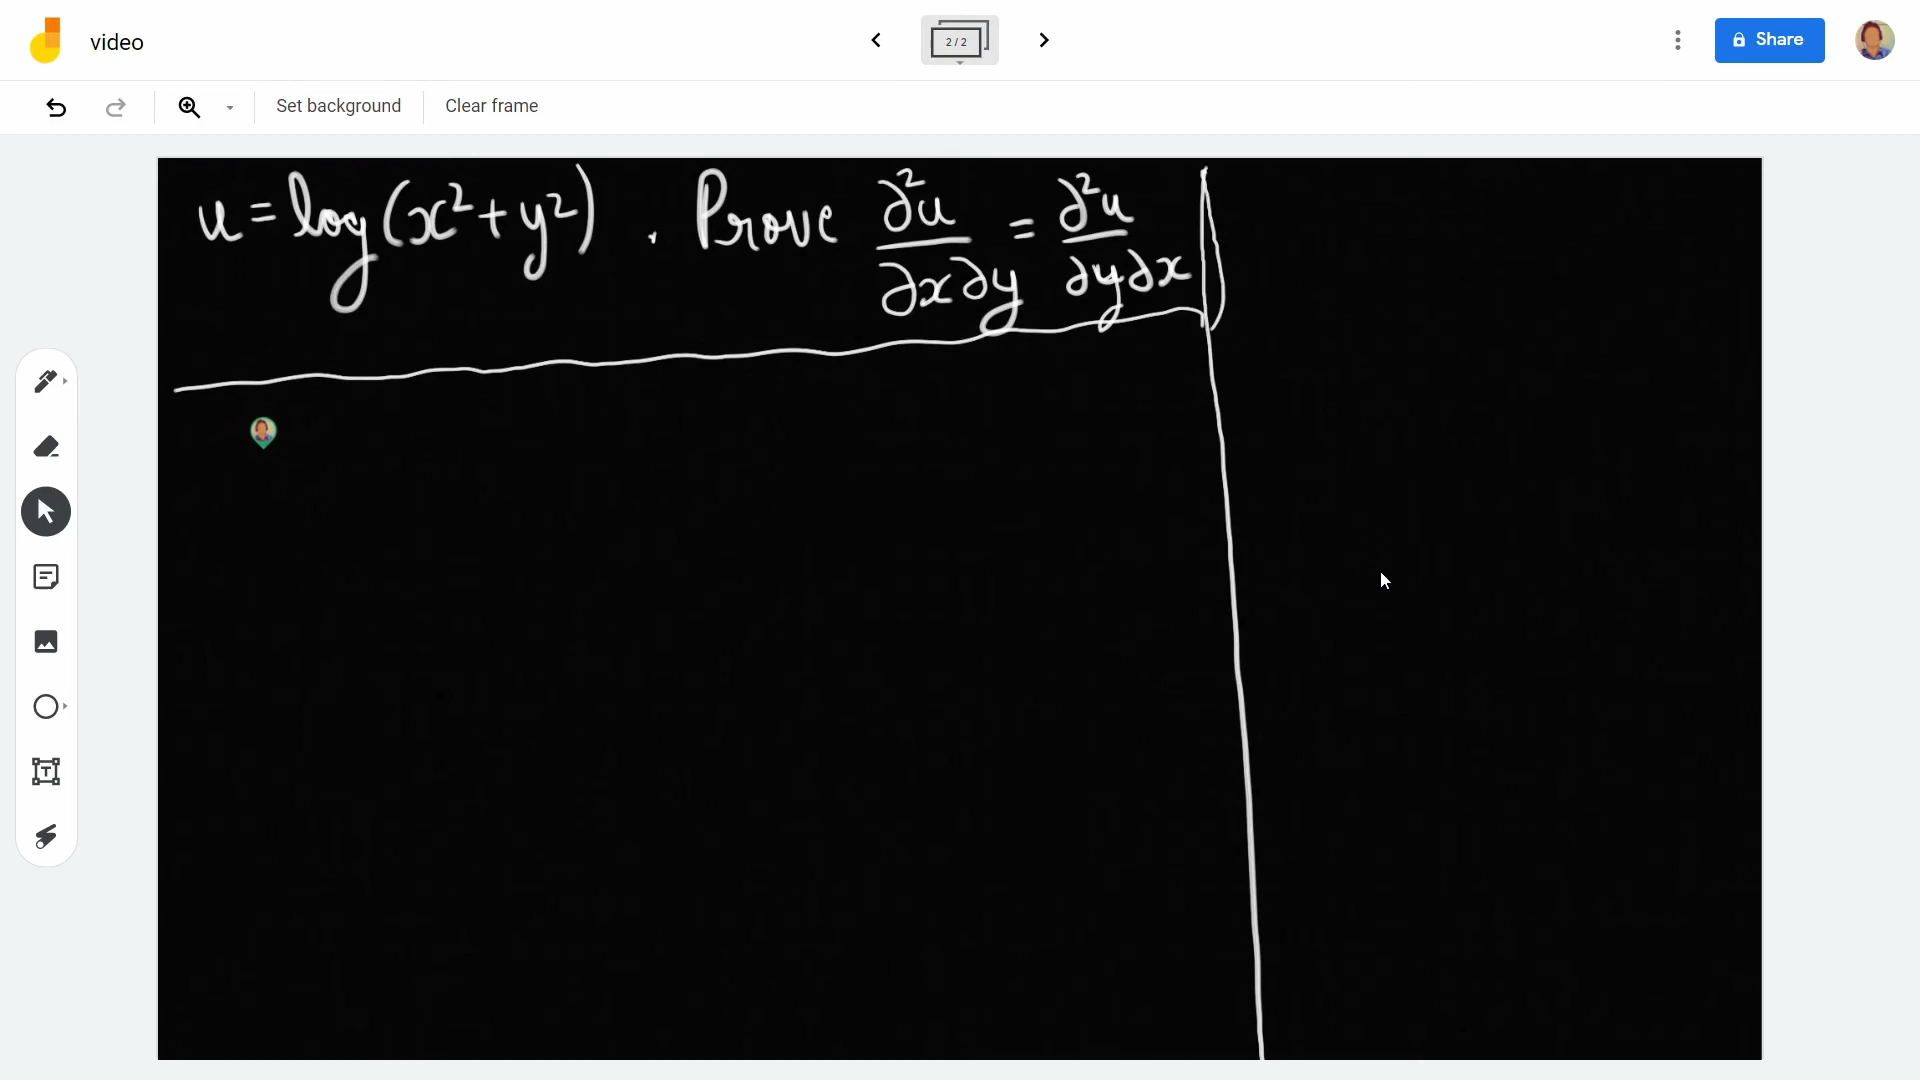 video
2 / 2
Share
Set background
Clear frame
u = log(x²+y²) . Prove ∂²u/∂x∂y = ∂²u/∂y∂x
T